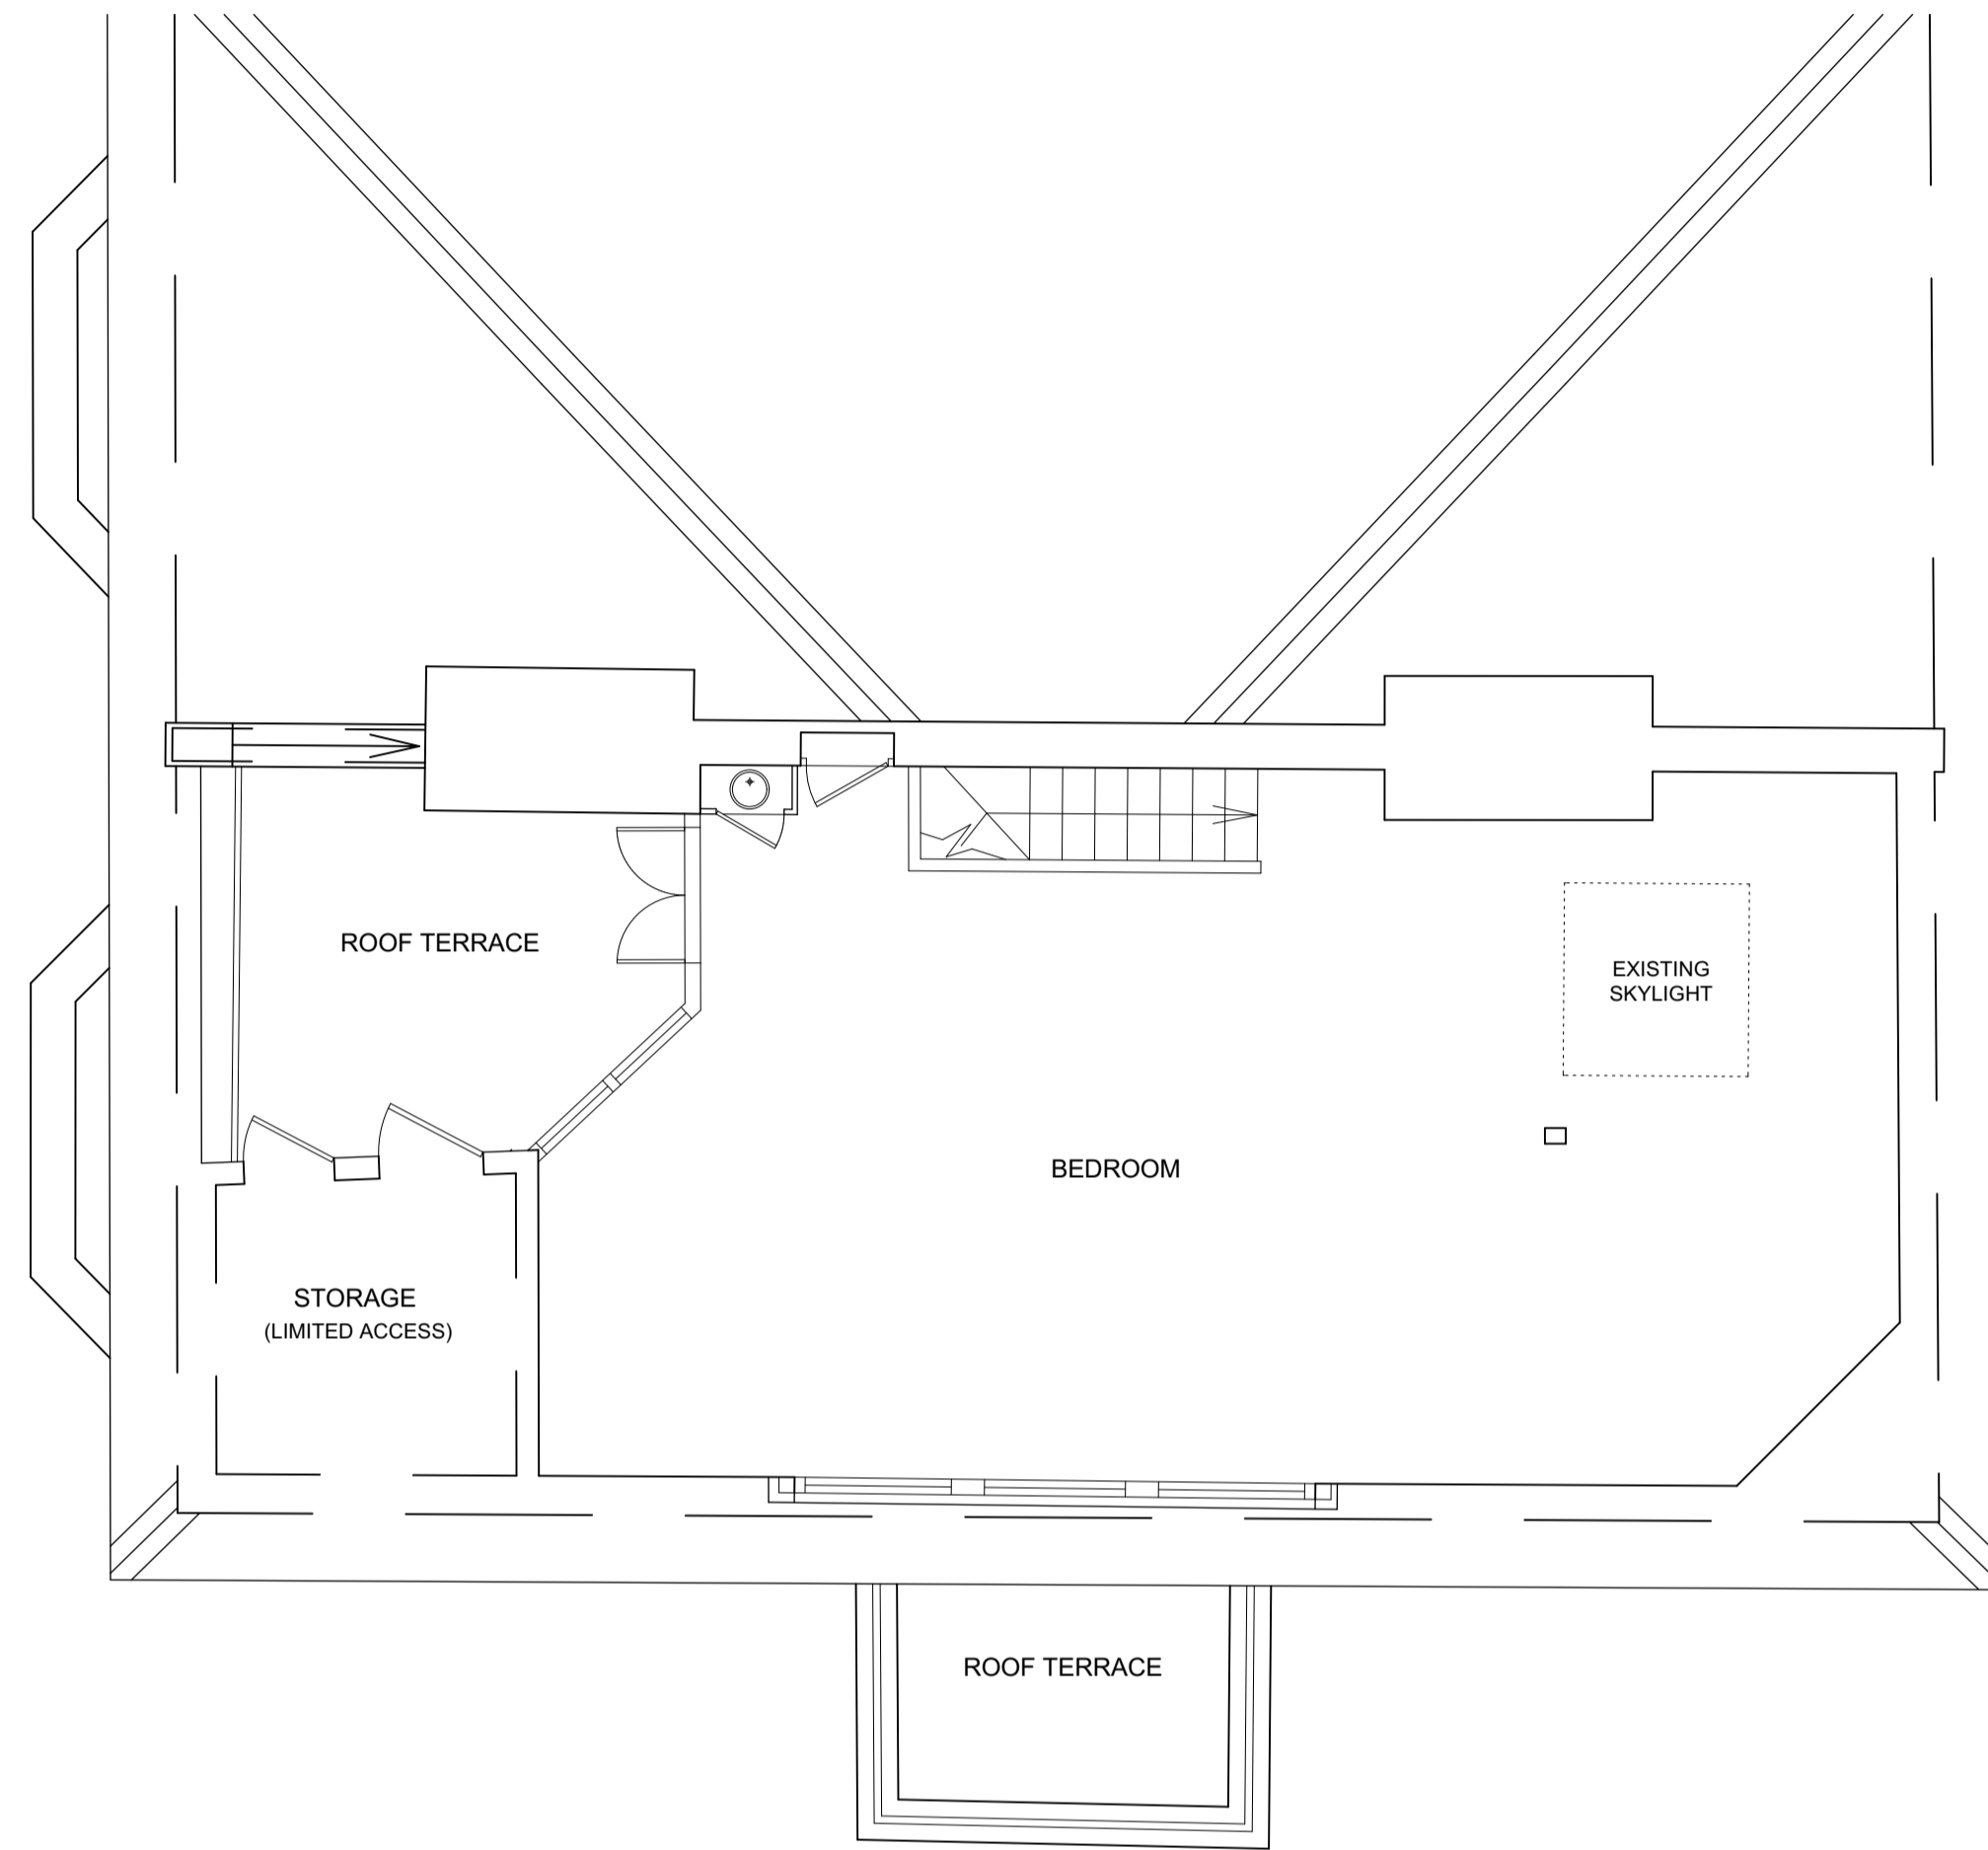 ROOF TERRACE
EXISTING
SKYLIGHT
BEDROOM
STORAGE
(LIMITED ACCESS)
ROOF TERRACE